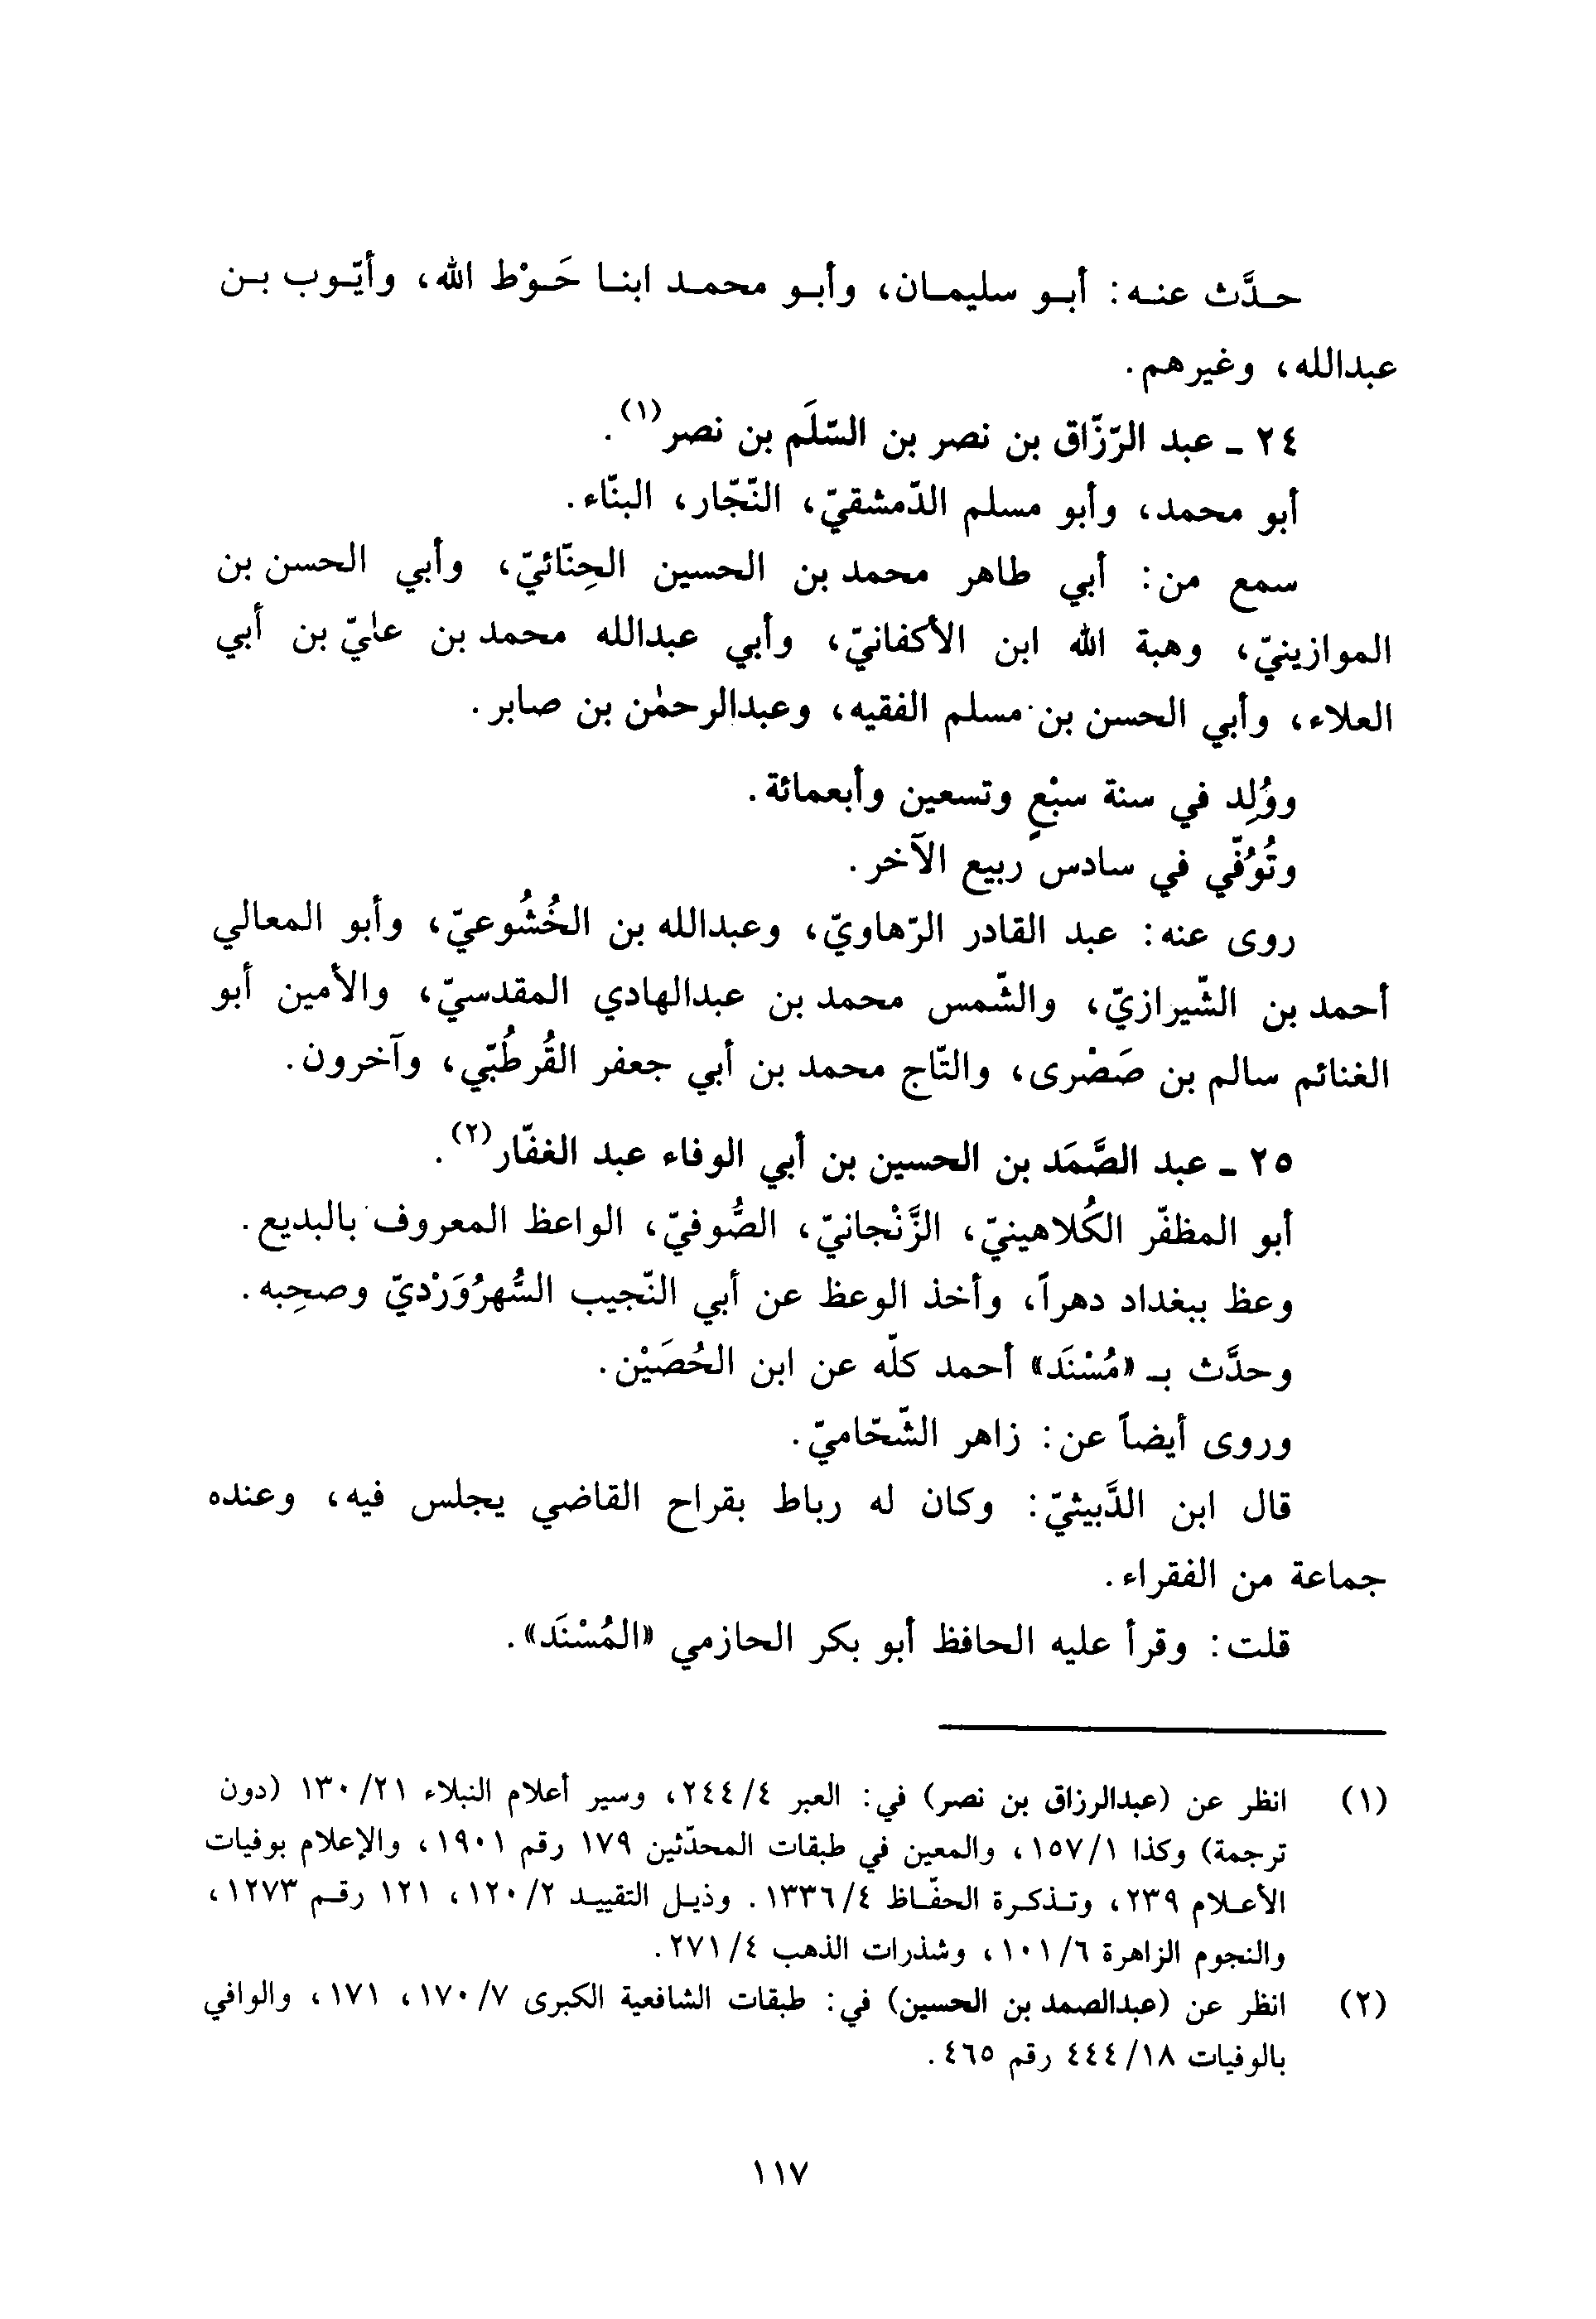 حدَّث عنه: أبو سليمان، وأبو محمد ابنا حَوْط الله، وأيّوب بن
عبدالله، وغيرهم.
٢٤ ـ عبد الرّزّاق بن نصر بن السّلَم بن نصر(١).
أبو محمد، وأبو مسلم الدّمشقيّ، النّجّار، البنّاء.
سمع من: أبي طاهر محمد بن الحسين الحِنّائيّ، وأبي الحسن بن
الموازينيّ، وهبة الله ابن الأكفانيّ، وأبي عبدالله محمد بن عليّ بن أبي
العلاء، وأبي الحسن بن مسلم الفقيه، وعبدالرحمٰن بن صابر.
ووُلِد في سنة سبْعٍ وتسعين وأبعمائة.
وتُوُفّي في سادس ربيع الآخر.
روى عنه: عبد القادر الرّهاويّ، وعبدالله بن الخُشُوعيّ، وأبو المعالي
أحمد بن الشّيرازيّ، والشّمس محمد بن عبدالهادي المقدسيّ، والأمين أبو
الغنائم سالم بن صَصْرى، والتّاج محمد بن أبي جعفر القُرطُبّي، وآخرون.
٢٥ ـ عبد الصَّمَد بن الحسين بن أبي الوفاء عبد الغفّار(٢).
أبو المظفّر الكُلاهينيّ، الزَّنْجانيّ، الصُّوفيّ، الواعظ المعروف بالبديع.
وعظ ببغداد دهراً، وأخذ الوعظ عن أبي النّجيب السُّهرُوَرْديّ وصحِبه.
وحدَّث بـ «مُسْنَد» أحمد كلّه عن ابن الحُصَيْن.
وروى أيضاً عن: زاهر الشّحّاميّ.
قال ابن الدَّبيثيّ: وكان له رباط بقراح القاضي يجلس فيه، وعنده
جماعة من الفقراء.
قلت: وقرأ عليه الحافظ أبو بكر الحازمي «المُسْنَد».
(١) انظر عن (عبدالرزاق بن نصر) في: العبر ٢٤٤/٤، وسير أعلام النبلاء ١٣٠/٢١ (دون
ترجمة) وكذا ١٥٧/١، والمعين في طبقات المحدّثين ١٧٩ رقم ١٩٠١، والإعلام بوفيات
الأعلام ٢٣٩، وتذكرة الحفّاظ ١٣٣٦/٤. وذيل التقييد ١٢٠/٢، ١٢١ رقم ١٢٧٣،
والنجوم الزاهرة ١٠١/٦، وشذرات الذهب ٢٧١/٤.
(٢) انظر عن (عبدالصمد بن الحسين) في: طبقات الشافعية الكبرى ١٧٠/٧، ١٧١، والوافي
بالوفيات ٤٤٤/١٨ رقم ٤٦٥.
١١٧